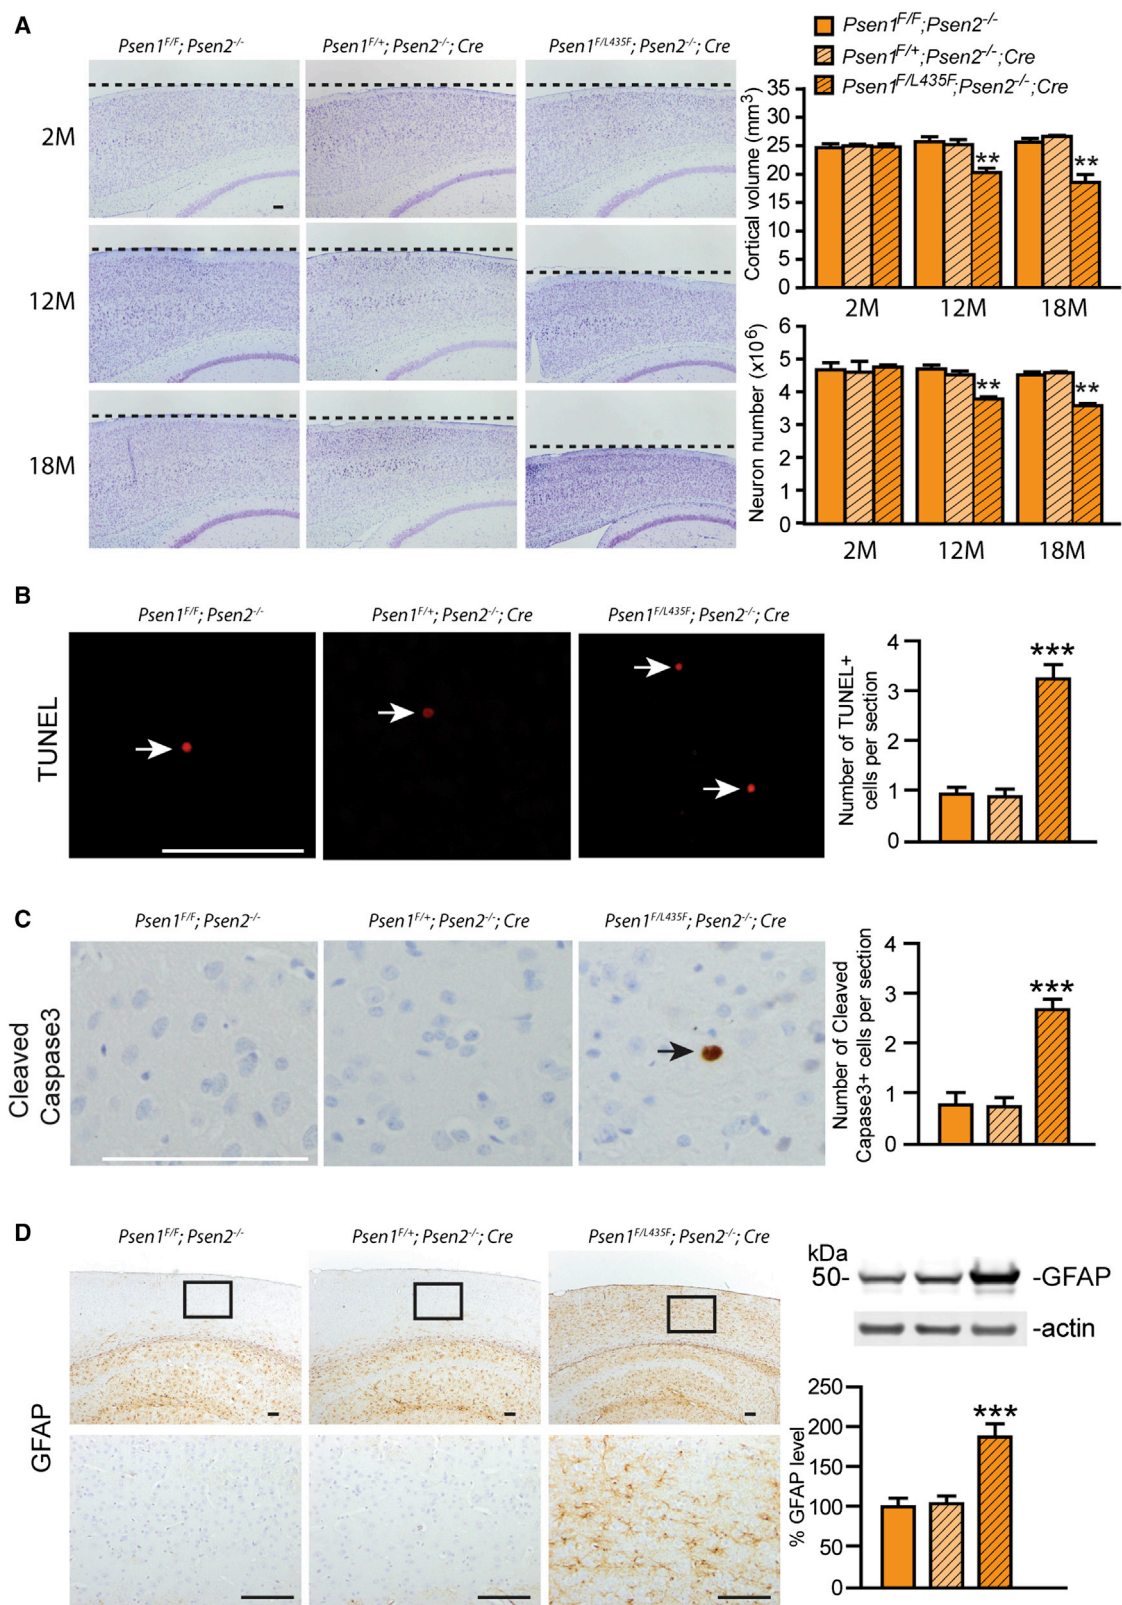 A
Psen1F/F; Psen2-/-
Psen1F/+; Psen2-/-; Cre
Psen1F/L435F; Psen2-/-; Cre
2M
12M
18M
Psen1F/F;Psen2-/-
Psen1F/+;Psen2-/-;Cre
Psen1F/L435F;Psen2-/-;Cre
Cortical volume (mm3)
35
30
25
20
15
10
5
0
**
**
2M
12M
18M
Neuron number (x106)
6
5
4
3
2
1
0
**
**
2M
12M
18M
B
Psen1F/F; Psen2-/-
Psen1F/+; Psen2-/-; Cre
Psen1F/L435F; Psen2-/-; Cre
TUNEL
Number of TUNEL+
cells per section
4
3
2
1
0
***
C
Psen1F/F; Psen2-/-
Psen1F/+; Psen2-/-; Cre
Psen1F/L435F; Psen2-/-; Cre
Cleaved
Caspase3
Number of Cleaved
Capase3+ cells per section
4
3
2
1
0
***
D
Psen1F/F; Psen2-/-
Psen1F/+; Psen2-/-; Cre
Psen1F/L435F; Psen2-/-; Cre
GFAP
kDa
50-
-GFAP
-actin
% GFAP level
250
200
150
100
50
0
***